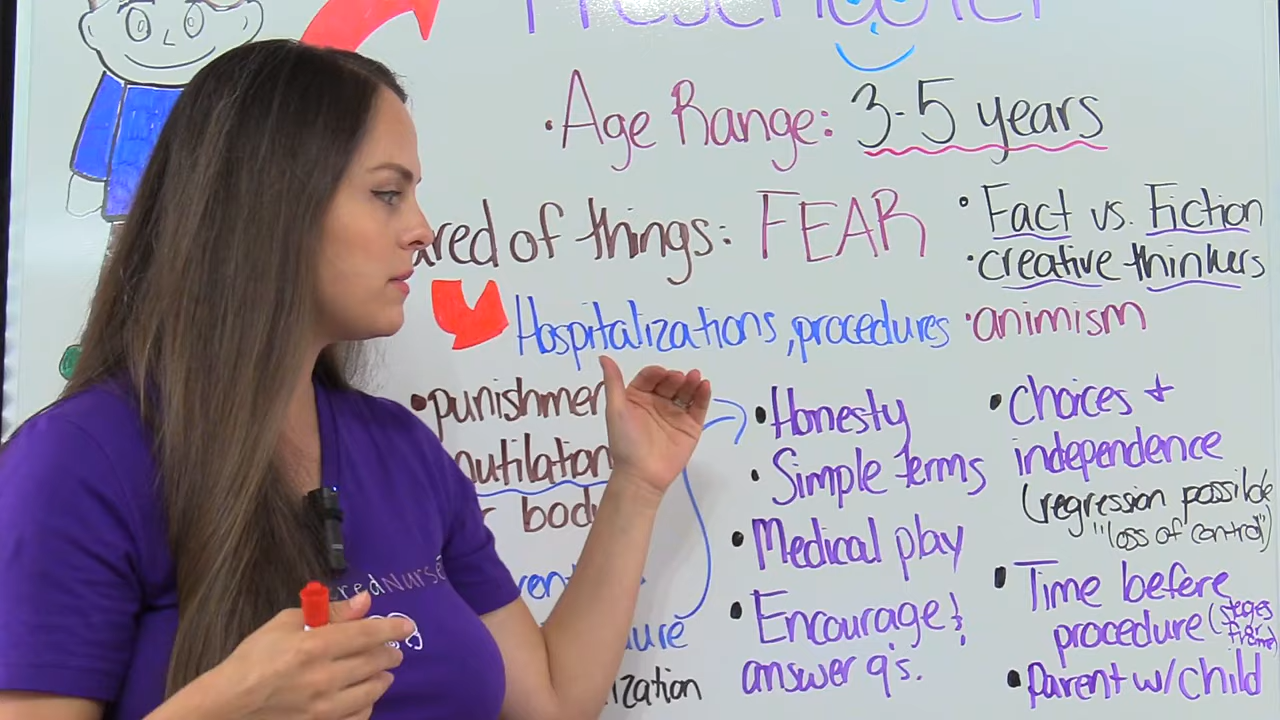 Preschooler
• Age Range: 3-5 years
ared of things: FEAR
• Fact vs. Fiction
• creative thinkers
Hospitalizations, procedures
• animism
• punishmen
utilation
body
ure
ization
• Honesty
• Simple terms
• Medical play
• Encourage &
answer q's.
• Choices +
independence
(regression possible
"loss of control")
• Time before
procedure (
• Parent w/child
redNurse